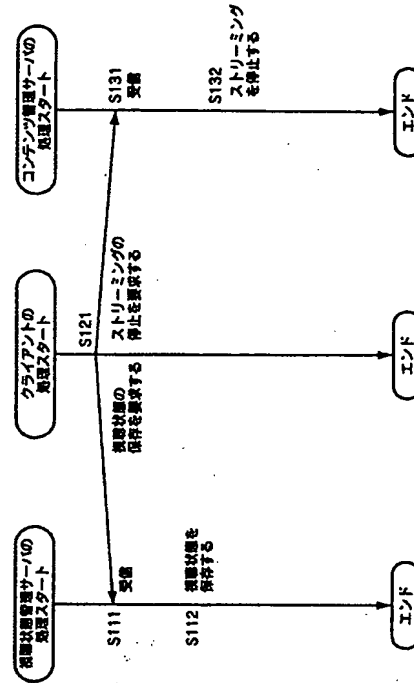 視聴状態管理サーバの
処理スタート
S111
受信
S112
視聴状態を
保存する
エンド
クライアントの
処理スタート
S121
視聴状態の
保存を要求する
ストリーミングの
停止を要求する
エンド
コンテンツ管理サーバの
処理スタート
S131
受信
S132
ストリーミング
を停止する
エンド